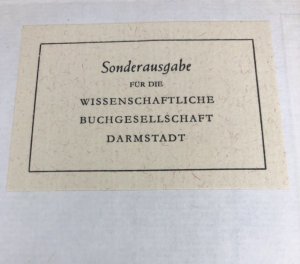 Sonderausgabe
FÜR DIE
WISSENSCHAFTLICHE
BUCHGESELLSCHAFT
DARMSTADT